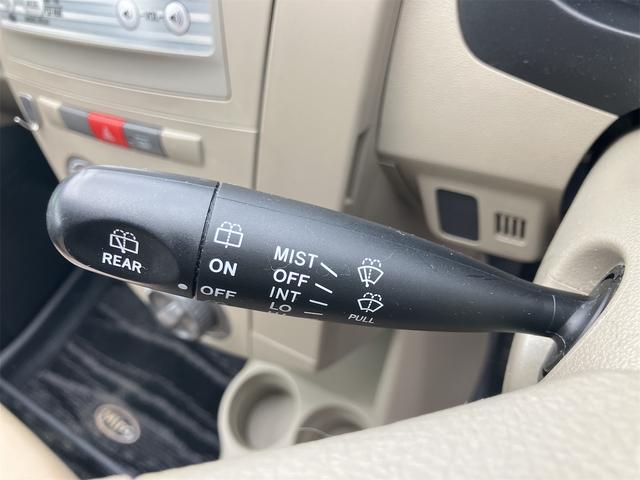 REAR
ON
OFF
MIST
OFF
INT
LO
PULL